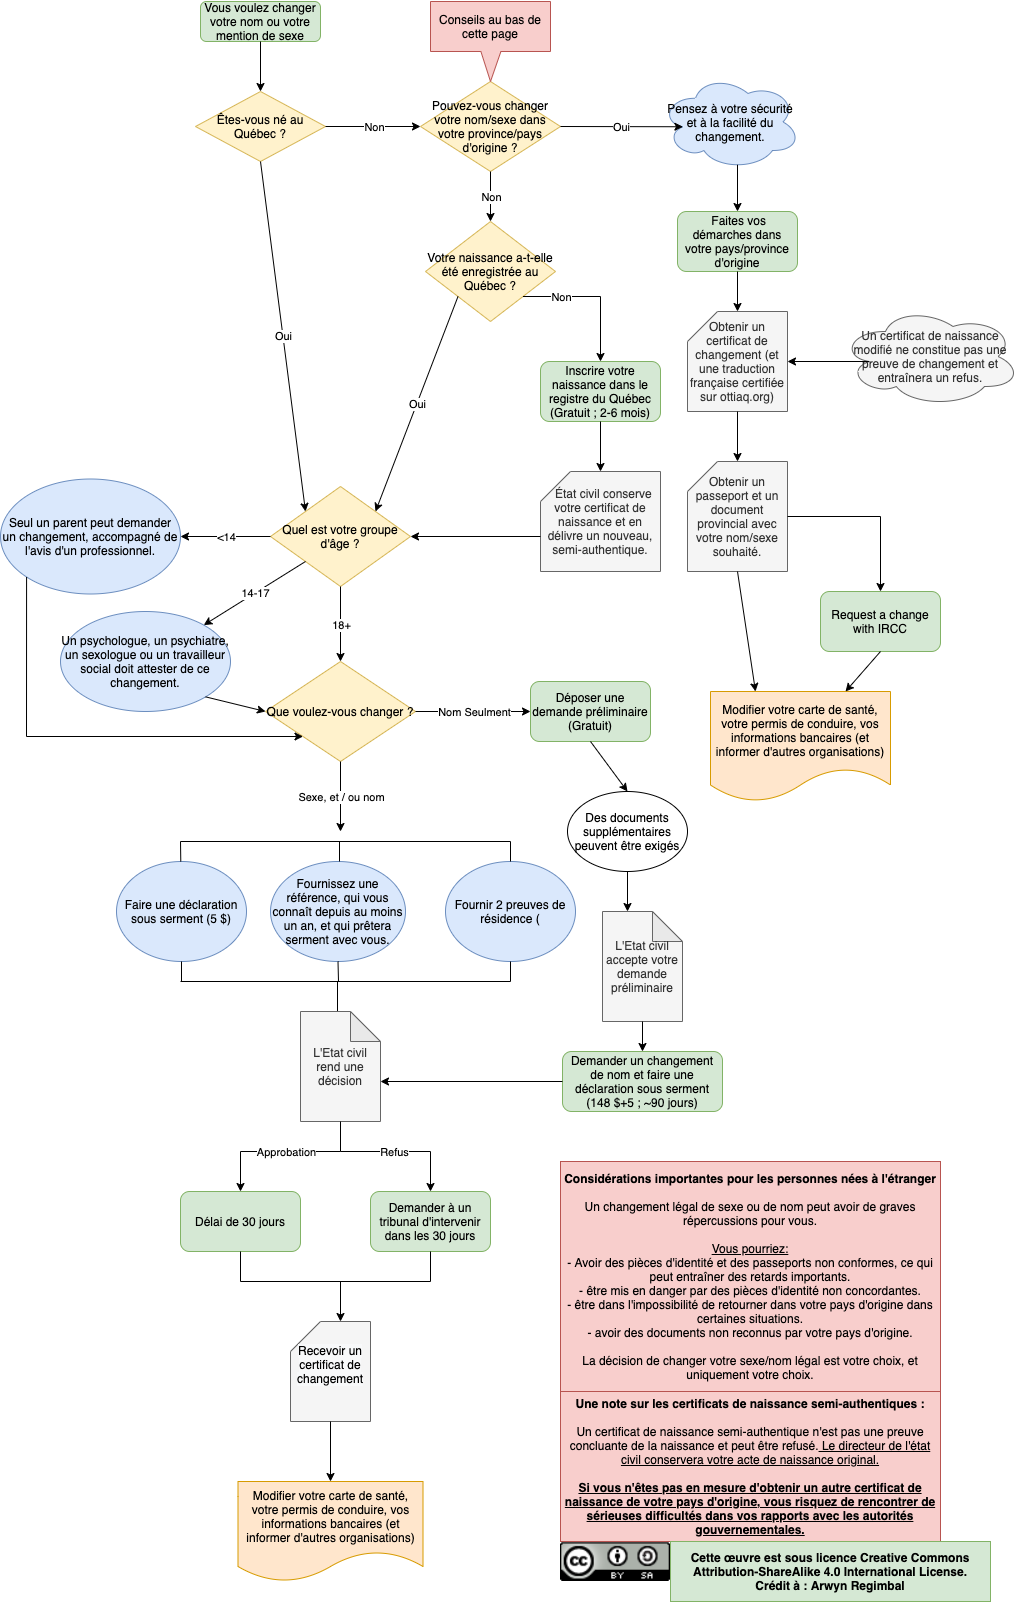 Vous voulez changer
votre nom ou votre
mention de sexe
Conseils au bas de
cette page
Êtes-vous né au
Québec ?
Non
Pouvez-vous changer
votre nom/sexe dans
votre province/pays
d'origine ?
Oui
Pensez à votre sécurité
et à la facilité du
changement.
Non
Faites vos
démarches dans
votre pays/province
d'origine
Votre naissance a-t-elle
été enregistrée au
Québec ?
Non
Oui
Obtenir un
certificat de
changement (et
une traduction
française certifiée
sur ottiaq.org)
Un certificat de naissance
modifié ne constitue pas une
preuve de changement et
entraînera un refus.
Inscrire votre
naissance dans le
registre du Québec
(Gratuit ; 2-6 mois)
Oui
État civil conserve
votre certificat de
naissance et en
délivre un nouveau,
semi-authentique.
Obtenir un
passeport et un
document
provincial avec
votre nom/sexe
souhaité.
Seul un parent peut demander
un changement, accompagné de
l'avis d'un professionnel.
<14
Quel est votre groupe
d'âge ?
14-17
18+
Request a change
with IRCC
Un psychologue, un psychiatre,
un sexologue ou un travailleur
social doit attester de ce
changement.
Que voulez-vous changer ?
Nom Seulment
Déposer une
demande préliminaire
(Gratuit)
Modifier votre carte de santé,
votre permis de conduire, vos
informations bancaires (et
informer d'autres organisations)
Sexe, et / ou nom
Des documents
supplémentaires
peuvent être exigés
Faire une déclaration
sous serment (5 $)
Fournissez une
référence, qui vous
connaît depuis au moins
un an, et qui prêtera
serment avec vous.
Fournir 2 preuves de
résidence (
L'Etat civil
accepte votre
demande
préliminaire
L'Etat civil
rend une
décision
Demander un changement
de nom et faire une
déclaration sous serment
(148 $+5 ; ~90 jours)
Approbation
Refus
Délai de 30 jours
Demander à un
tribunal d'intervenir
dans les 30 jours
Recevoir un
certificat de
changement
Modifier votre carte de santé,
votre permis de conduire, vos
informations bancaires (et
informer d'autres organisations)
Considérations importantes pour les personnes nées à l'étranger
Un changement légal de sexe ou de nom peut avoir de graves
répercussions pour vous.
Vous pourriez:
- Avoir des pièces d'identité et des passeports non conformes, ce qui
peut entraîner des retards importants.
- être mis en danger par des pièces d'identité non concordantes.
- être dans l'impossibilité de retourner dans votre pays d'origine dans
certaines situations.
- avoir des documents non reconnus par votre pays d'origine.
La décision de changer votre sexe/nom légal est votre choix, et
uniquement votre choix.
Une note sur les certificats de naissance semi-authentiques :
Un certificat de naissance semi-authentique n'est pas une preuve
concluante de la naissance et peut être refusé. Le directeur de l'état
civil conservera votre acte de naissance original.
Si vous n'êtes pas en mesure d'obtenir un autre certificat de
naissance de votre pays d'origine, vous risquez de rencontrer de
sérieuses difficultés dans vos rapports avec les autorités
gouvernementales.
cc BY SA
Cette œuvre est sous licence Creative Commons
Attribution-ShareAlike 4.0 International License.
Crédit à : Arwyn Regimbal